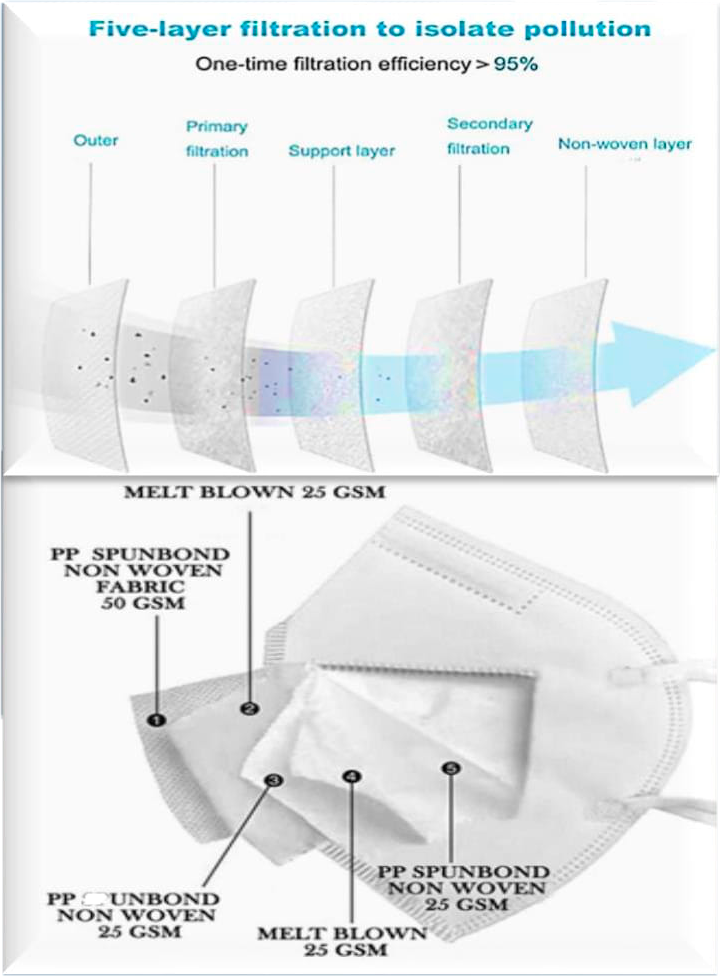 Five-layer filtration to isolate pollution
One-time filtration efficiency > 95%
Outer
Primary
filtration
Support layer
Secondary
filtration
Non-woven layer
MELT BLOWN 25 GSM
PP SPUNBOND
NON WOVEN
FABRIC
50 GSM
1
2
3
4
5
PP UNBOND
NON WOVEN
25 GSM
MELT BLOWN
25 GSM
PP SPUNBOND
NON WOVEN
25 GSM